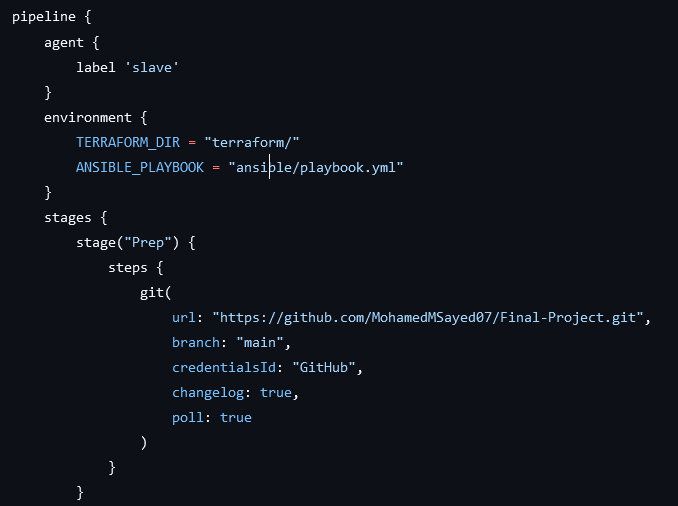 pipeline {
    agent {
        label 'slave'
    }
    environment {
        TERRAFORM_DIR = "terraform/"
        ANSIBLE_PLAYBOOK = "ansible/playbook.yml"
    }
    stages {
        stage("Prep") {
            steps {
                git(
                    url: "https://github.com/MohamedMSayed07/Final-Project.git",
                    branch: "main",
                    credentialsId: "GitHub",
                    changelog: true,
                    poll: true
                )
            }
        }